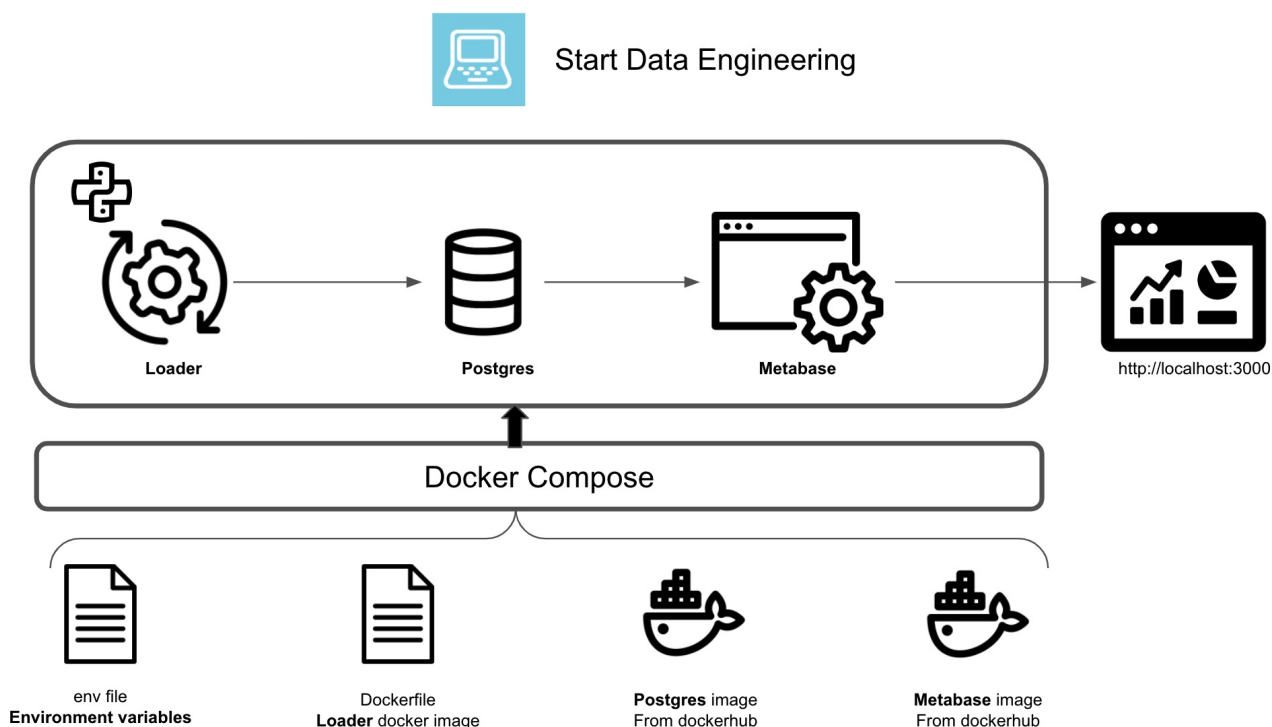 Start Data Engineering
Loader
Postgres
Metabase
http://localhost:3000
Docker Compose
env file
Environment variables
Dockerfile
Loader docker image
Postgres image
From dockerhub
Metabase image
From dockerhub